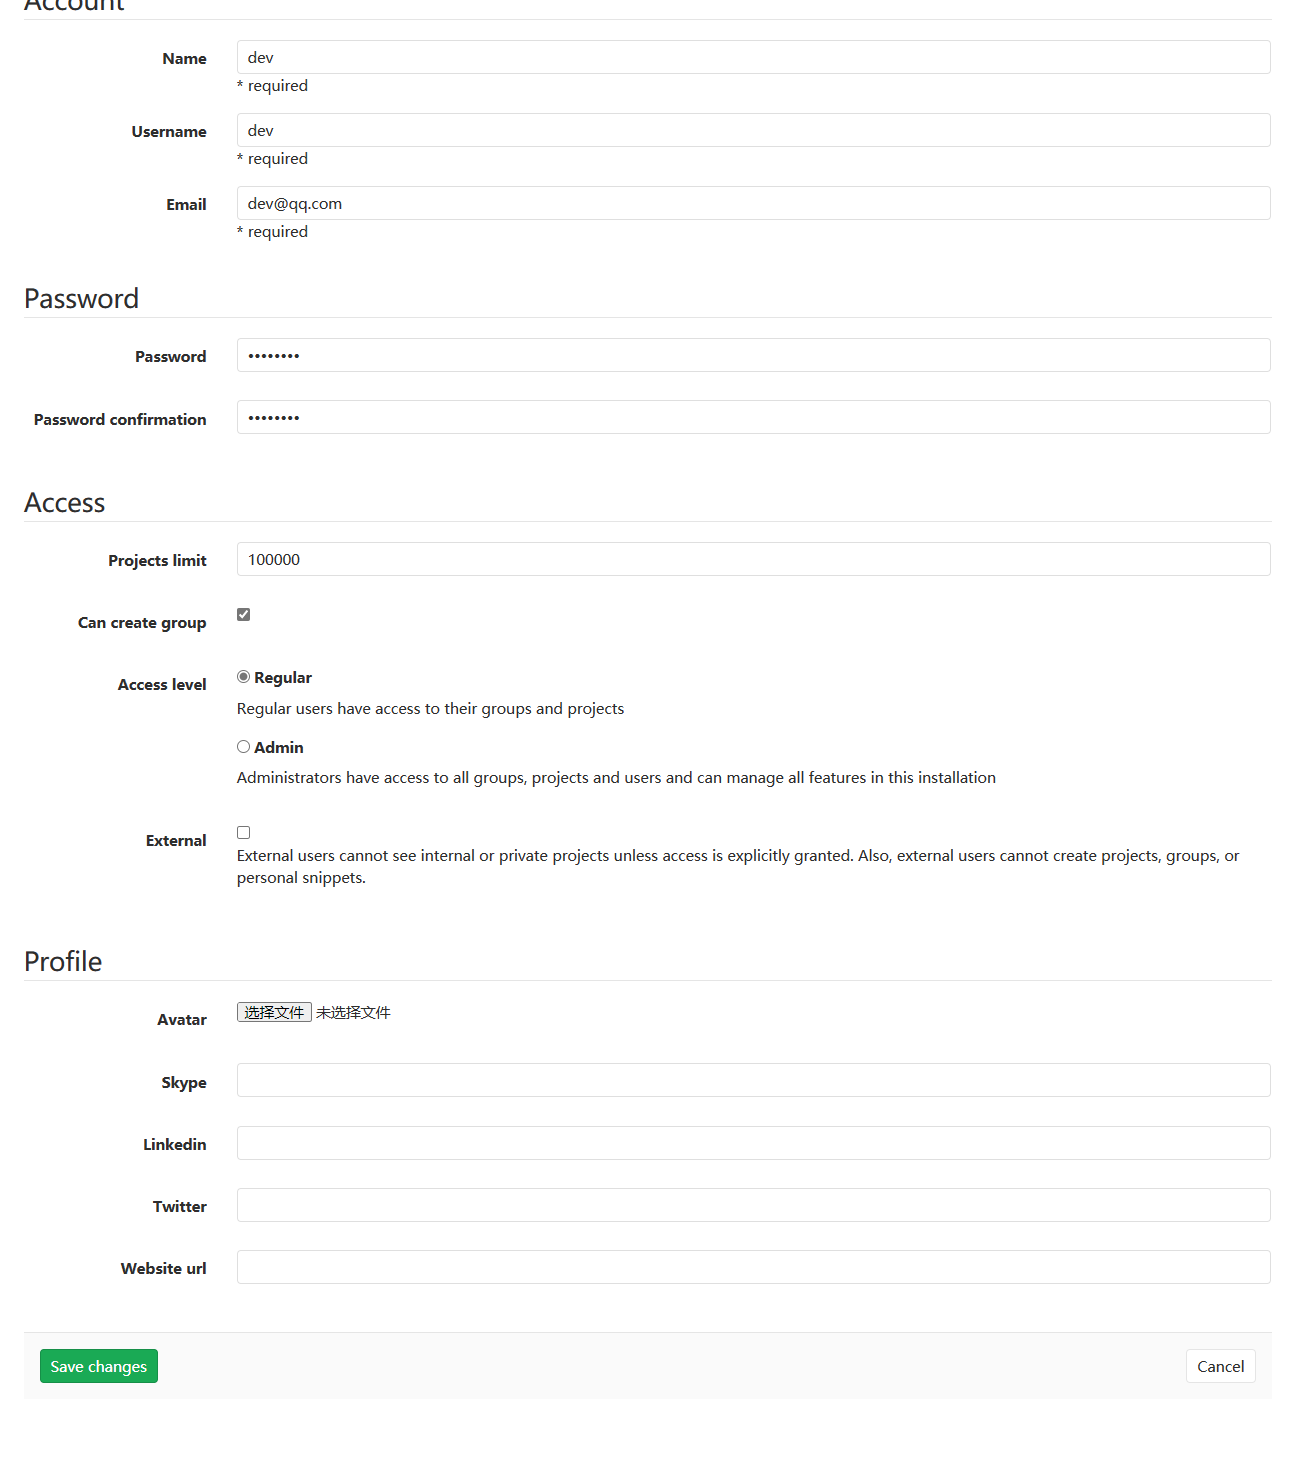 Account
Name
dev
* required
Username
dev
* required
Email
dev@qq.com
* required
Password
Password
••••••••
Password confirmation
••••••••
Access
Projects limit
100000
Can create group
Access level
Regular
Regular users have access to their groups and projects
Admin
Administrators have access to all groups, projects and users and can manage all features in this installation
External
External users cannot see internal or private projects unless access is explicitly granted. Also, external users cannot create projects, groups, or
personal snippets.
Profile
Avatar
选择文件 未选择文件
Skype
Linkedin
Twitter
Website url
Save changes
Cancel